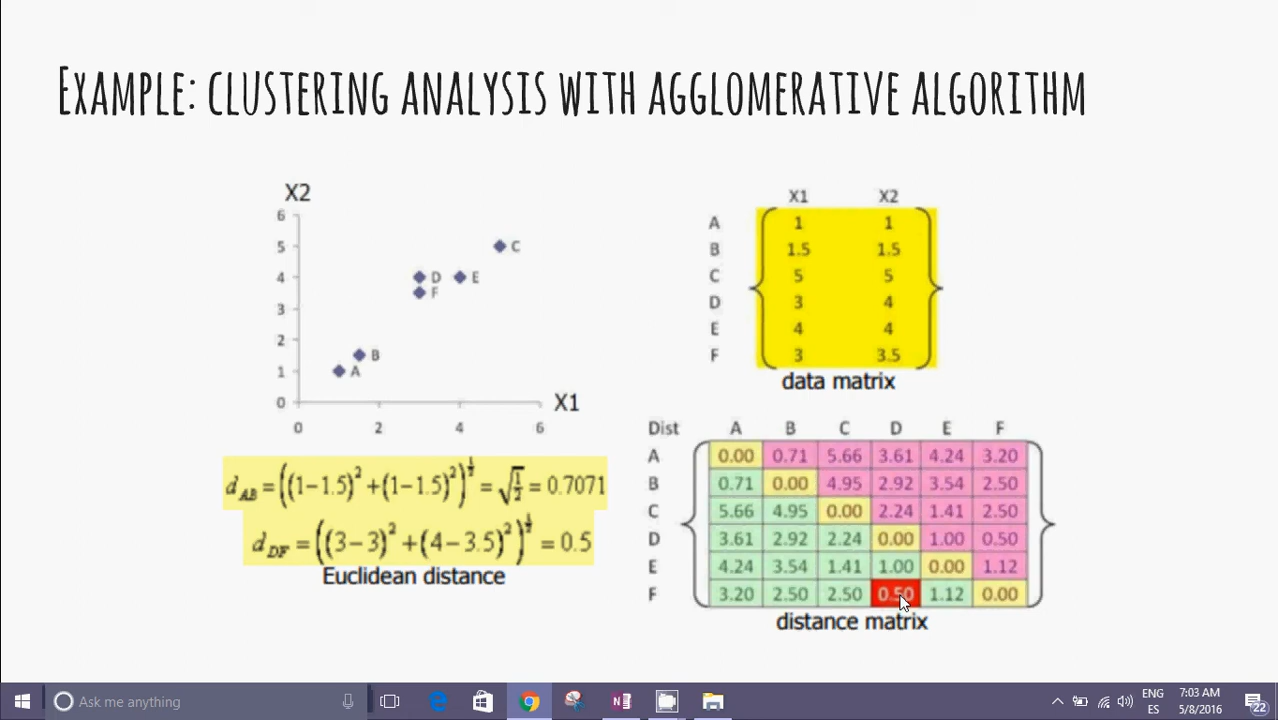 Example: clustering analysis with agglomerative algorithm
X2
6
5
4
3
2
1
0
C
D
E
F
B
A
0 2 4 6
X1
X1 X2
A 1 1
B 1.5 1.5
C 5 5
D 3 4
E 4 4
F 3 3.5
data matrix
d_AB = ((1−1.5)² + (1−1.5)²)^½ = √½ = 0.7071
d_DF = ((3−3)² + (4−3.5)²)^½ = 0.5
Euclidean distance
Dist A B C D E F
A 0.00 0.71 5.66 3.61 4.24 3.20
B 0.71 0.00 4.95 2.92 3.54 2.50
C 5.66 4.95 0.00 2.24 1.41 2.50
D 3.61 2.92 2.24 0.00 1.00 0.50
E 4.24 3.54 1.41 1.00 0.00 1.12
F 3.20 2.50 2.50 0.50 1.12 0.00
distance matrix
Ask me anything
ENG
ES
7:03 AM
5/8/2016
22